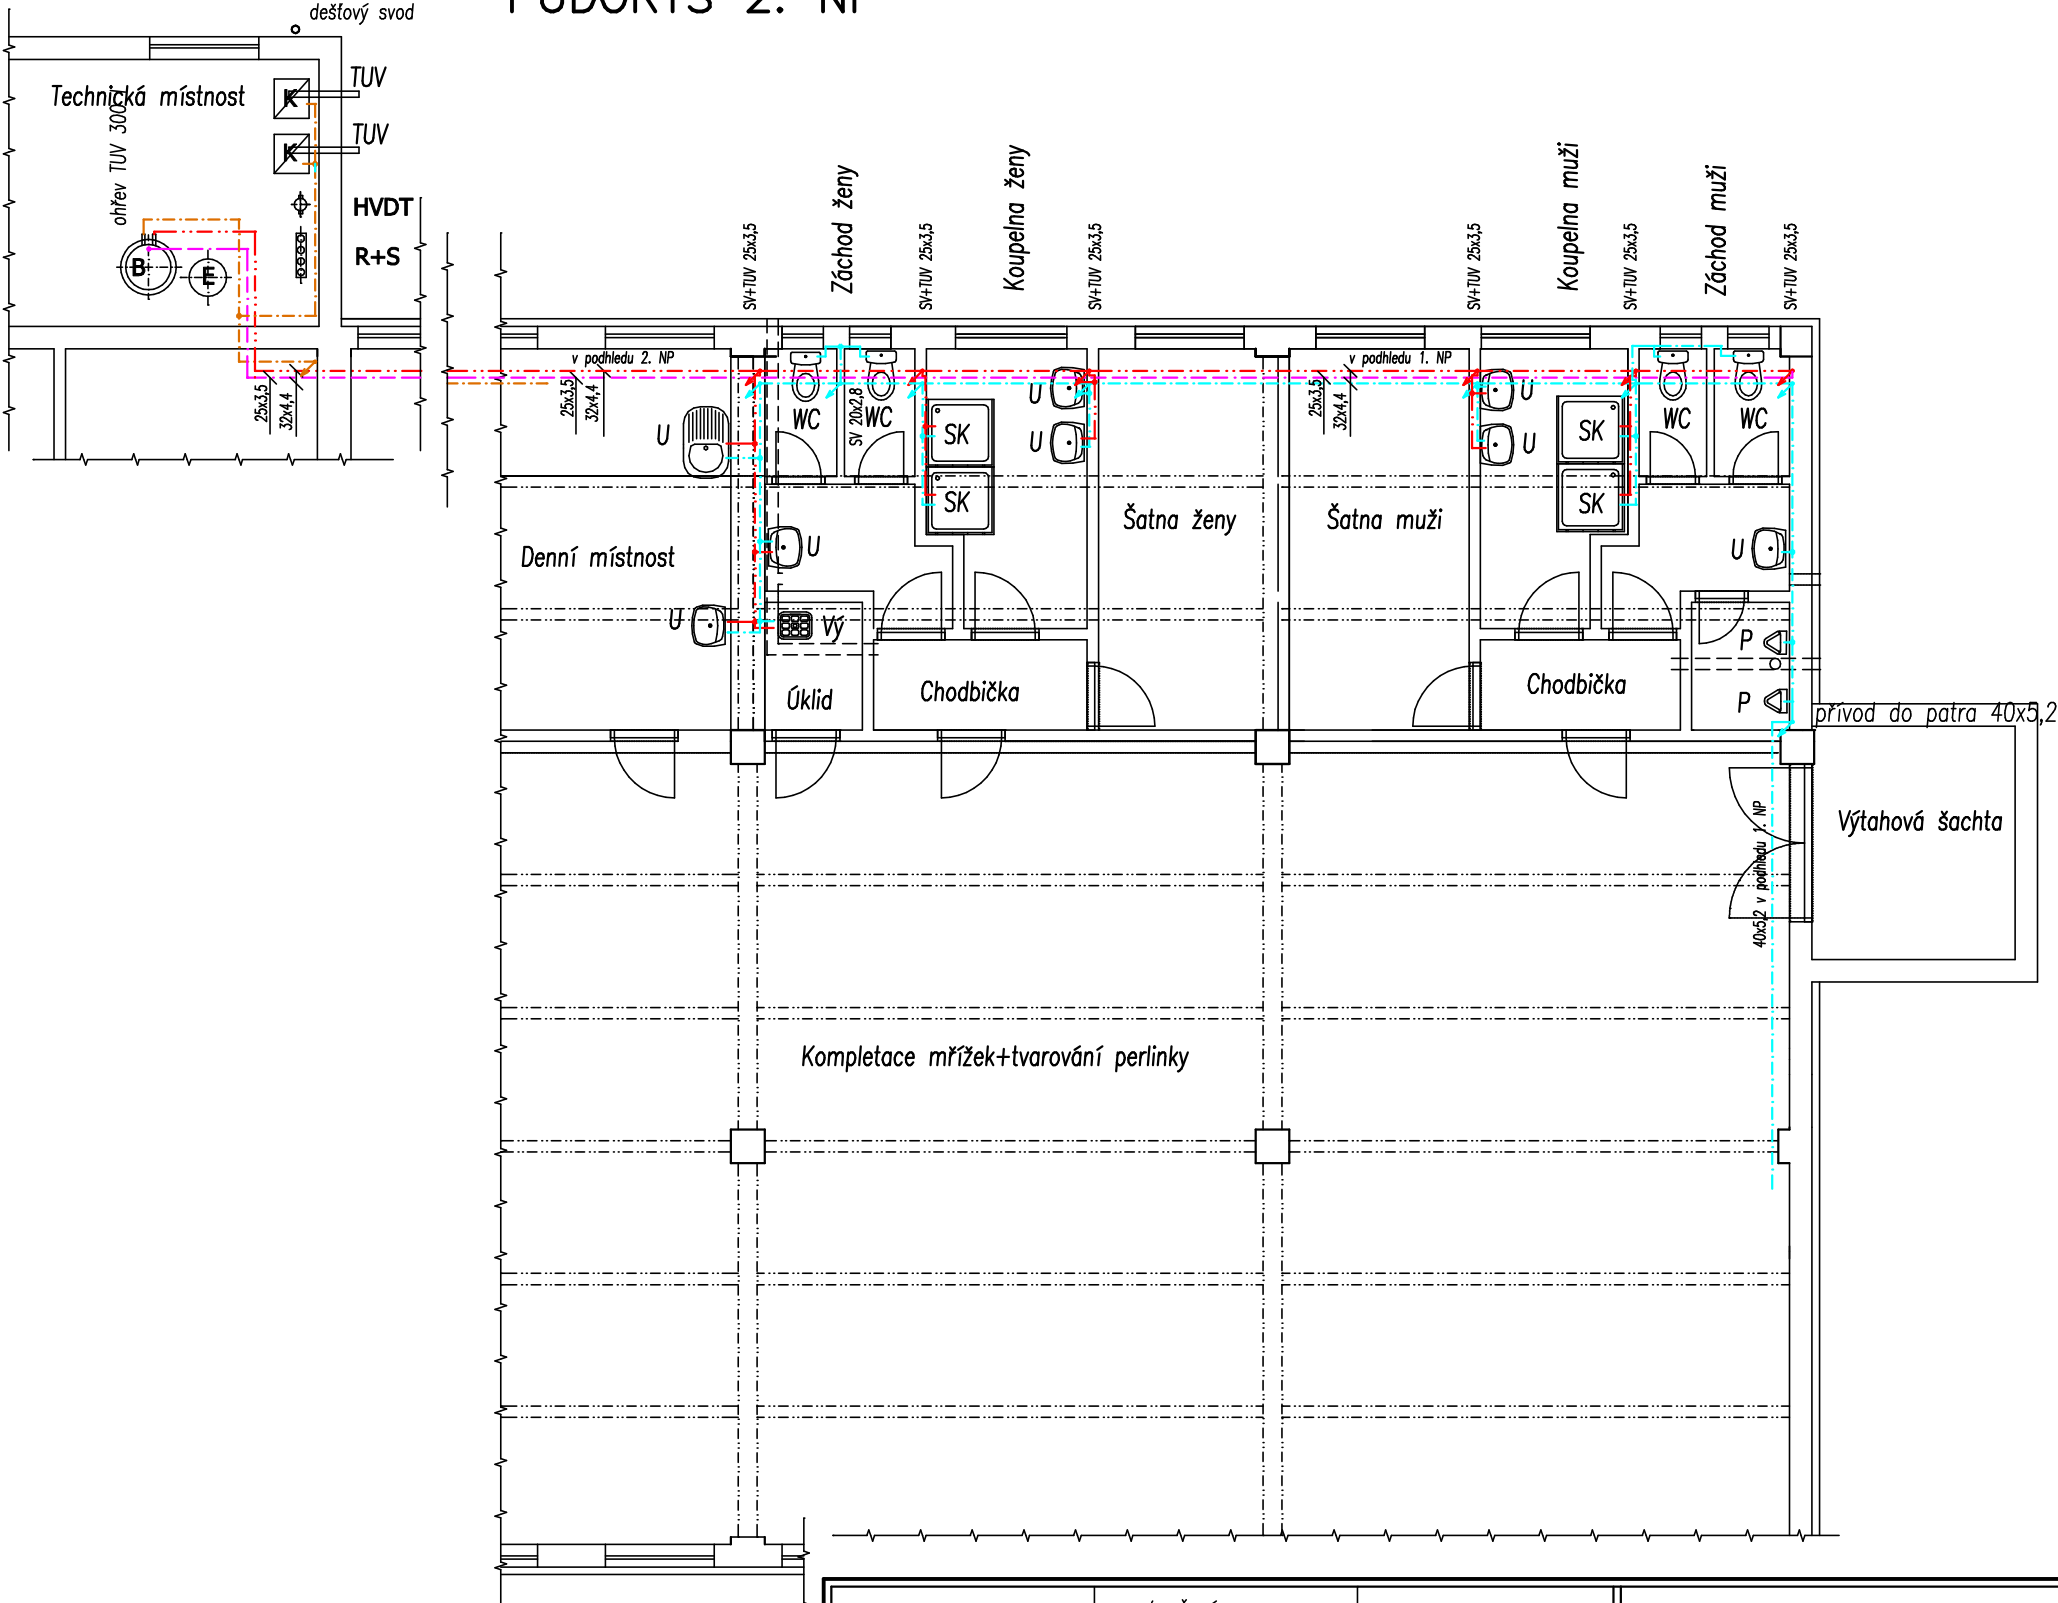 PŮDORYS 2. NP
dešťový svod
Technická místnost
ohřev TUV 300 l
K
TUV
K
TUV
HVDT
R+S
B
E
25x3,5
32x4,4
SV+TUV 25x3,5
Záchod ženy
SV+TUV 25x3,5
Koupelna ženy
SV+TUV 25x3,5
SV+TUV 25x3,5
Koupelna muži
SV+TUV 25x3,5
Záchod muži
SV+TUV 25x3,5
v podhledu 2. NP
v podhledu 1. NP
25x3,5
32x4,4
25x3,5
32x4,4
U
WC
SV 20x2,8
WC
SK
U
U
U
U
SK
WC
WC
SK
SK
Šatna ženy
Šatna muži
Denní místnost
U
U
U
Vý
P
P
Úklid
Chodbička
Chodbička
přívod do patra 40x5,2
Výtahová šachta
40x5,2 v podhledu 1. NP
Kompletace mřížek+tvarování perlinky